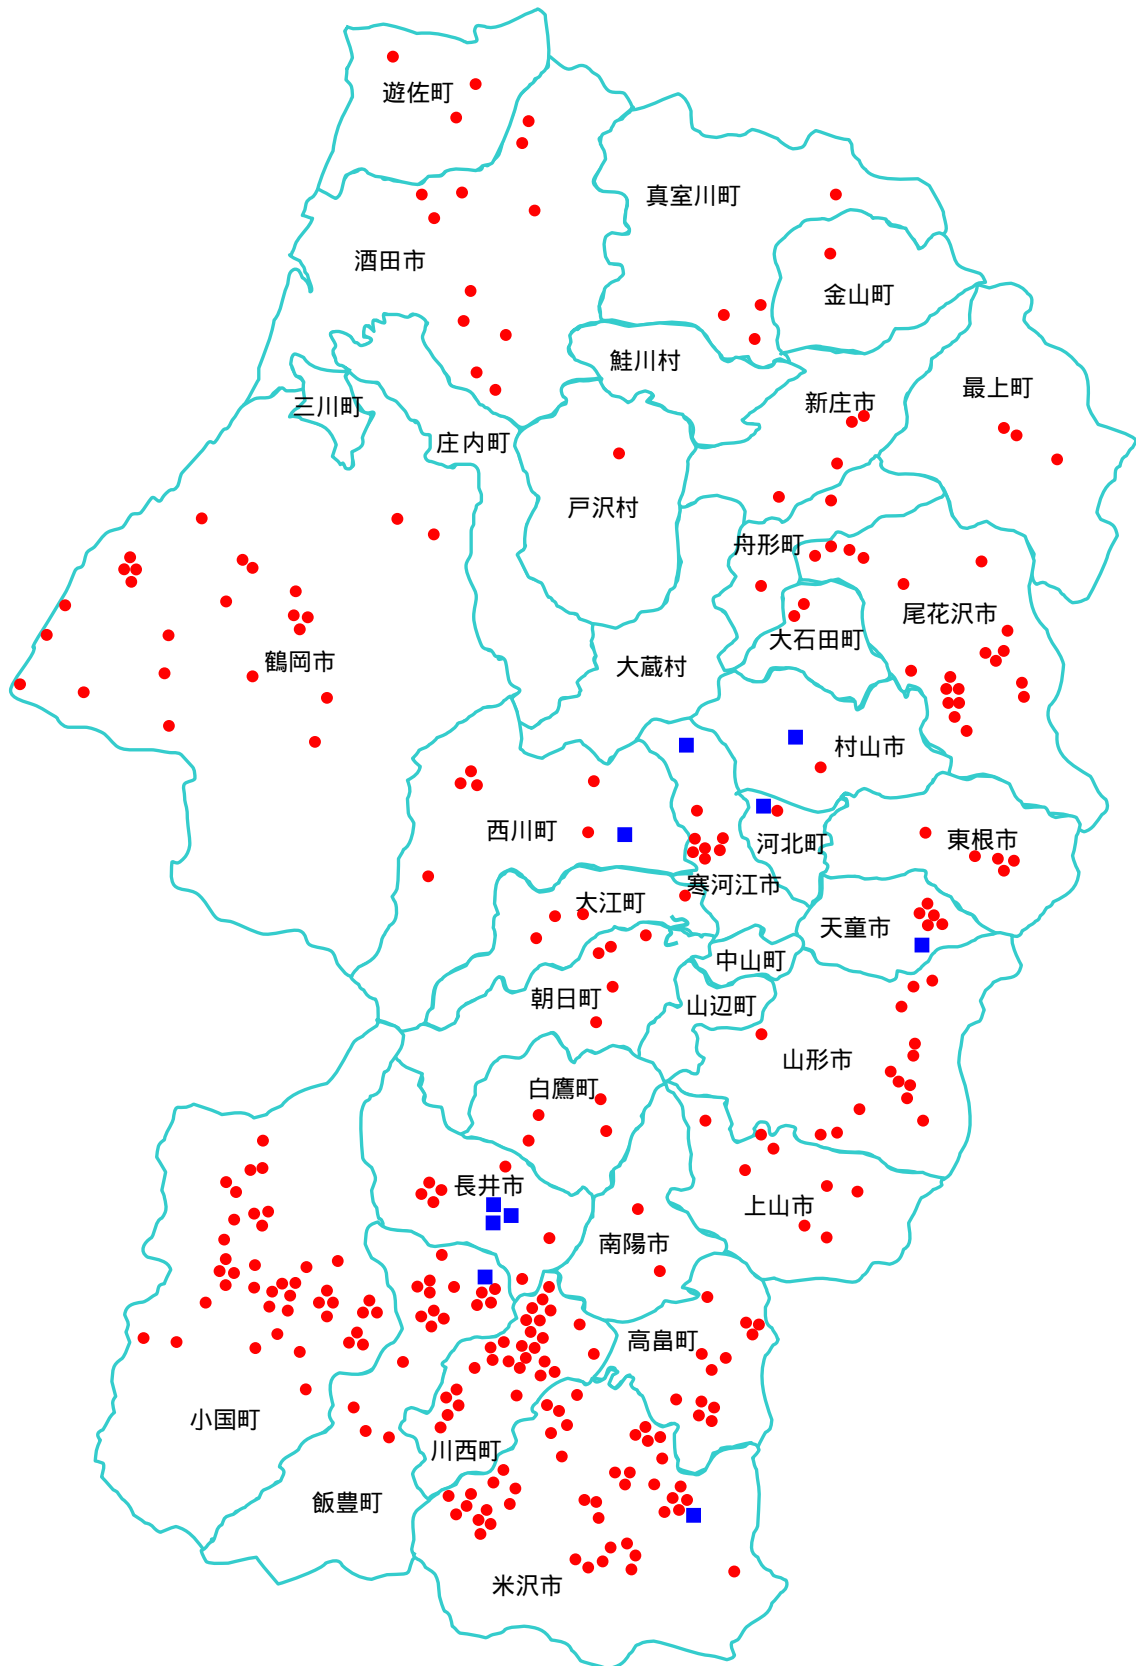 遊佐町
真室川町
酒田市
金山町
鮭川村
最上町
新庄市
三川町
庄内町
戸沢村
舟形町
尾花沢市
大石田町
鶴岡市
大蔵村
村山市
西川町
河北町
東根市
寒河江市
大江町
天童市
中山町
朝日町
山辺町
山形市
白鷹町
長井市
上山市
南陽市
高畠町
小国町
川西町
飯豊町
米沢市